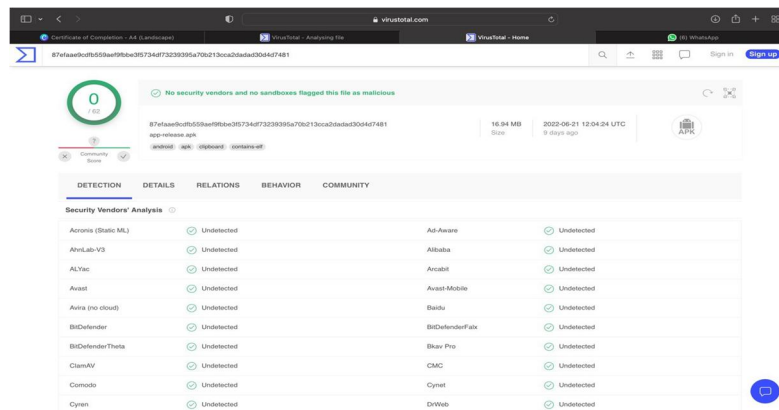 virustotal.com
Certificate of Completion - A4 (Landscape)
VirusTotal - Analysing file
VirusTotal - Home
(6) WhatsApp
87efaae9cdfb559aef9fbbe3f5734df73239395a70b213cca2dadad30d4d7481
Sign in
Sign up
0
/ 62
?
Community
Score
No security vendors and no sandboxes flagged this file as malicious
87efaae9cdfb559aef9fbbe3f5734df73239395a70b213cca2dadad30d4d7481
app-release.apk
android apk clipboard contains-elf
16.94 MB
Size
2022-06-21 12:04:24 UTC
9 days ago
APK
DETECTION DETAILS RELATIONS BEHAVIOR COMMUNITY
Security Vendors' Analysis
Acronis (Static ML) Undetected Ad-Aware Undetected
AhnLab-V3 Undetected Alibaba Undetected
ALYac Undetected Arcabit Undetected
Avast Undetected Avast-Mobile Undetected
Avira (no cloud) Undetected Baidu Undetected
BitDefender Undetected BitDefenderFalx Undetected
BitDefenderTheta Undetected Bkav Pro Undetected
ClamAV Undetected CMC Undetected
Comodo Undetected Cynet Undetected
Cyren Undetected DrWeb Undetected